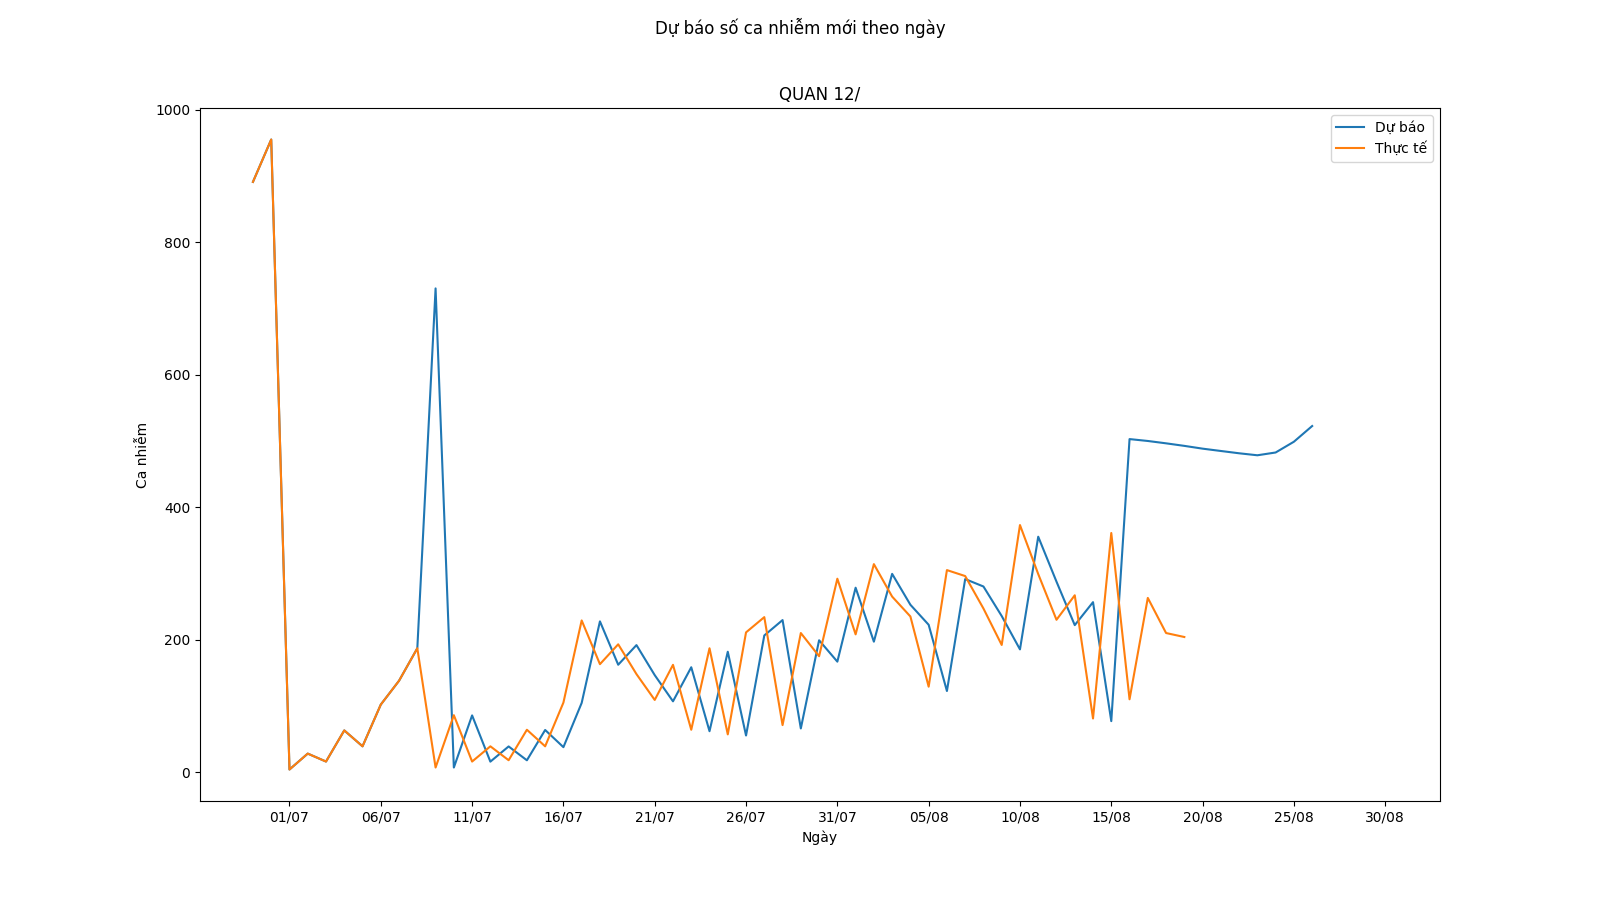 Dự báo số ca nhiễm mới theo ngày
QUAN 12/
1000
800
600
400
200
0
Ca nhiễm
Dự báo
Thực tế
01/07 06/07 11/07 16/07 21/07 26/07 31/07 05/08 10/08 15/08 20/08 25/08 30/08
Ngày